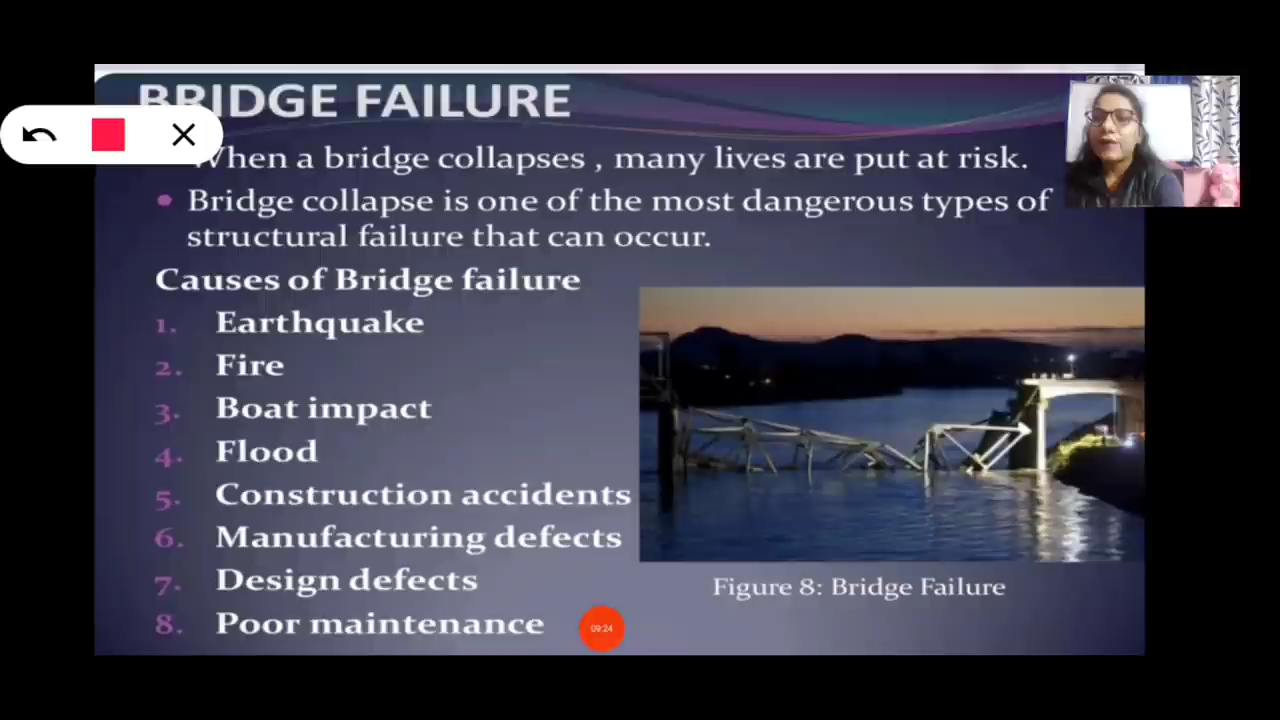 BRIDGE FAILURE
When a bridge collapses , many lives are put at risk.
• Bridge collapse is one of the most dangerous types of
structural failure that can occur.
Causes of Bridge failure
1. Earthquake
2. Fire
3. Boat impact
4. Flood
5. Construction accidents
6. Manufacturing defects
7. Design defects
8. Poor maintenance
Figure 8: Bridge Failure
09:24